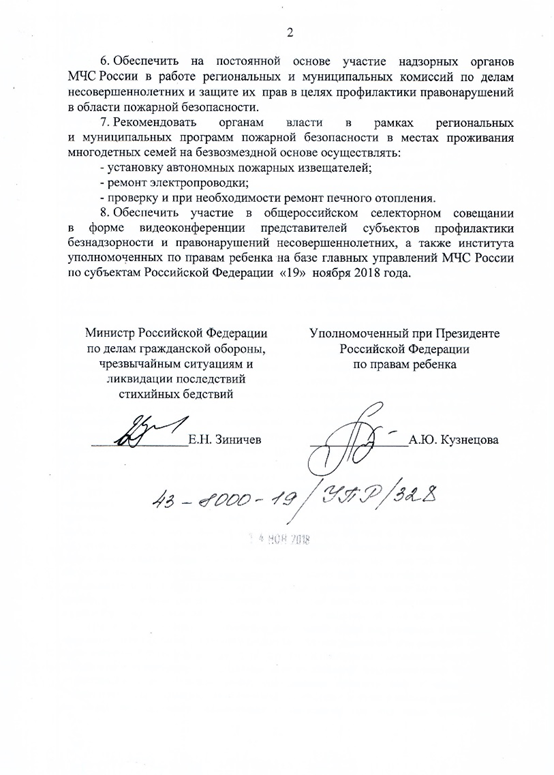 2
6. Обеспечить на постоянной основе участие надзорных органов
МЧС России в работе региональных и муниципальных комиссий по делам
несовершеннолетних и защите их прав в целях профилактики правонарушений
в области пожарной безопасности.
7. Рекомендовать органам власти в рамках региональных
и муниципальных программ пожарной безопасности в местах проживания
многодетных семей на безвозмездной основе осуществлять:
- установку автономных пожарных извещателей;
- ремонт электропроводки;
- проверку и при необходимости ремонт печного отопления.
8. Обеспечить участие в общероссийском селекторном совещании
в форме видеоконференции представителей субъектов профилактики
безнадзорности и правонарушений несовершеннолетних, а также института
уполномоченных по правам ребенка на базе главных управлений МЧС России
по субъектам Российской Федерации «19» ноября 2018 года.
Министр Российской Федерации
по делам гражданской обороны,
чрезвычайным ситуациям и
ликвидации последствий
стихийных бедствий
Е.Н. Зиничев
Уполномоченный при Президенте
Российской Федерации
по правам ребенка
А.Ю. Кузнецова
43-8000-19/УПР/328
НОЯ 2018